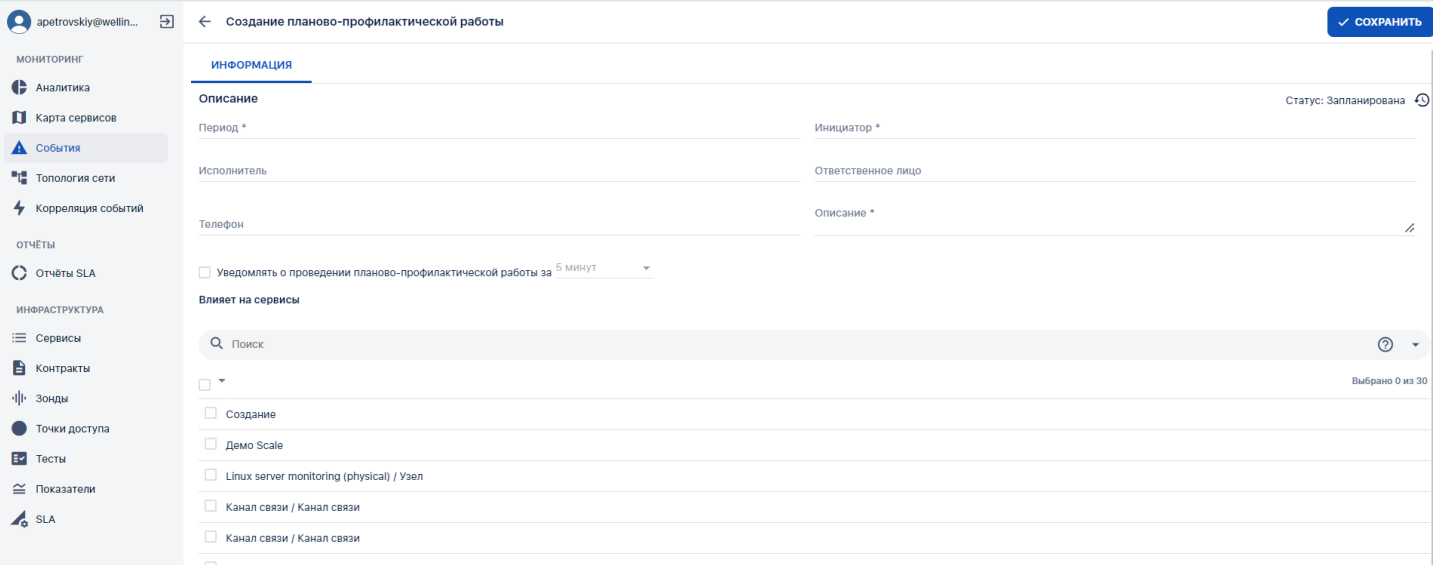 apetrovskiy@wellin...
МОНИТОРИНГ
Аналитика
Карта сервисов
События
Топология сети
Корреляция событий
ОТЧЁТЫ
Отчёты SLA
ИНФРАСТРУКТУРА
Сервисы
Контракты
Зонды
Точки доступа
Тесты
Показатели
SLA
Создание планово-профилактической работы
СОХРАНИТЬ
ИНФОРМАЦИЯ
Описание
Статус: Запланирована
Период *
Инициатор *
Исполнитель
Ответственное лицо
Телефон
Описание *
Уведомлять о проведении планово-профилактической работы за 5 минут
Влияет на сервисы
Поиск
Выбрано 0 из 30
Создание
Демо Scale
Linux server monitoring (physical) / Узел
Канал связи / Канал связи
Канал связи / Канал связи